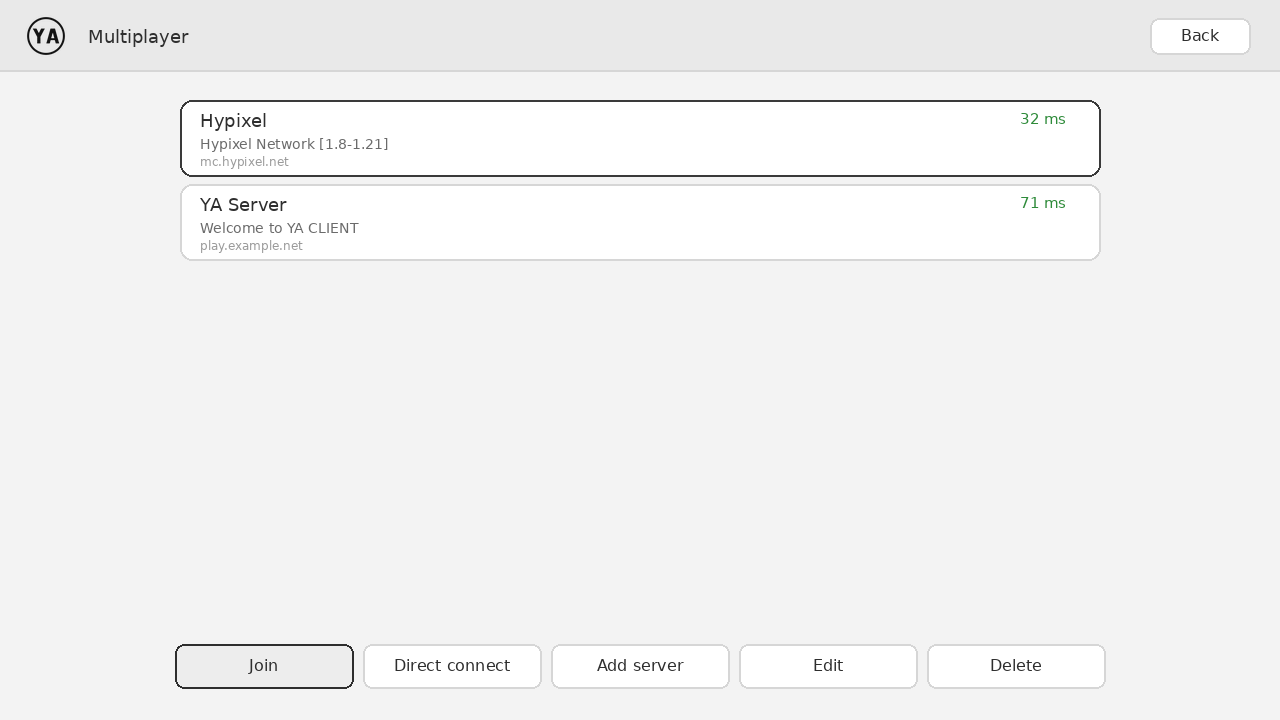 YA Multiplayer Back
Hypixel 32 ms
Hypixel Network [1.8-1.21]
mc.hypixel.net
YA Server 71 ms
Welcome to YA CLIENT
play.example.net
Join Direct connect Add server Edit Delete